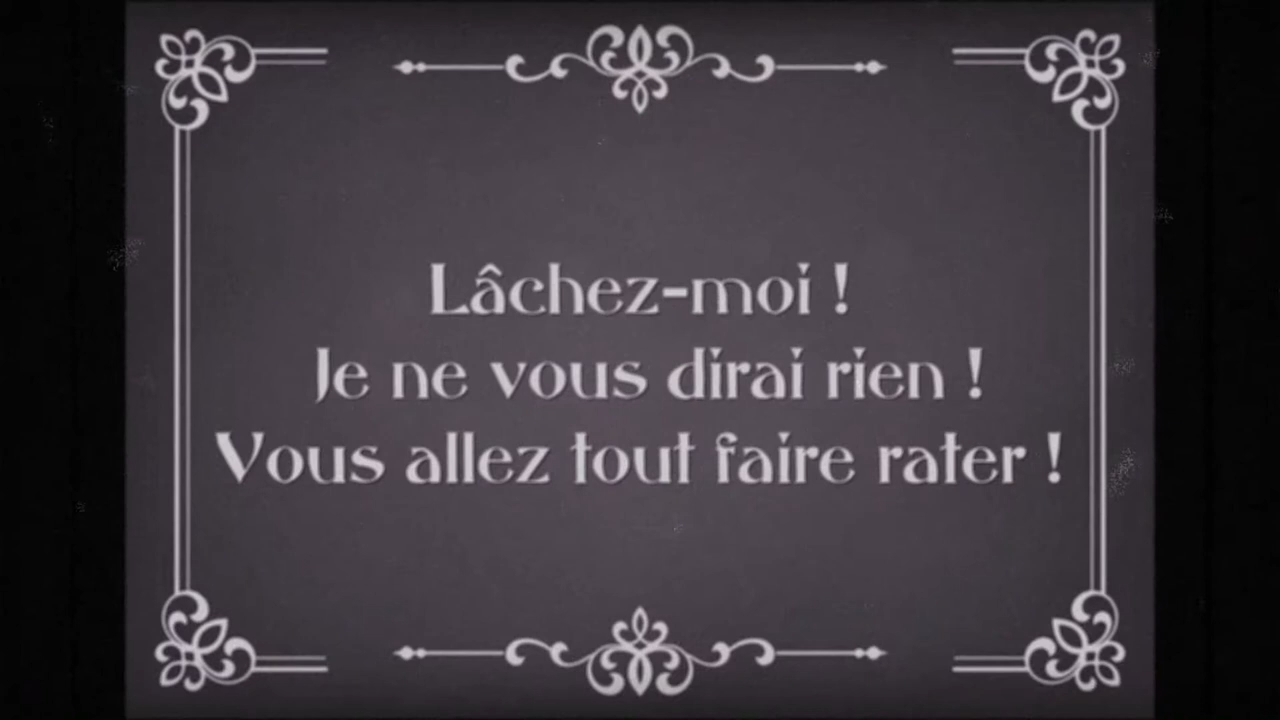 Lâchez-moi !
Je ne vous dirai rien !
Vous allez tout faire rater !